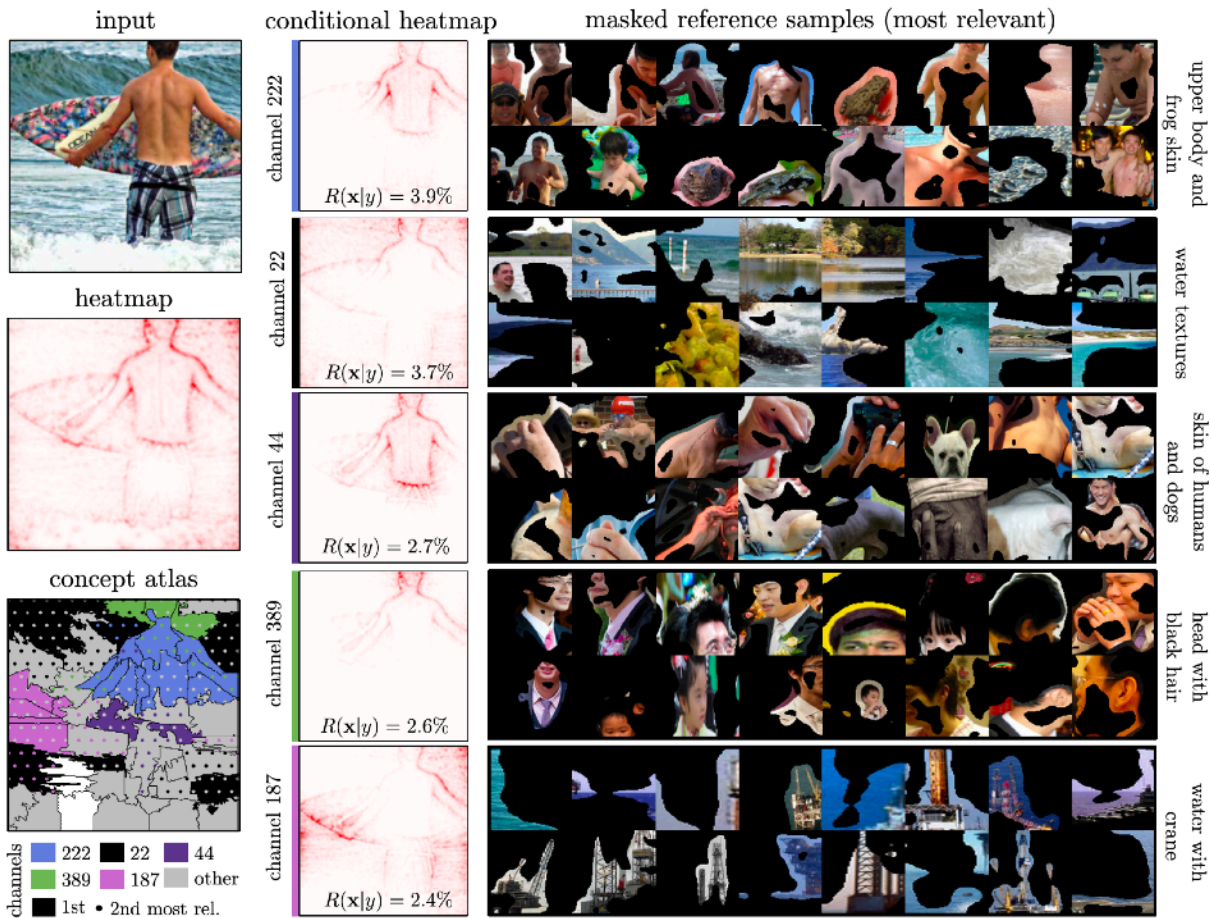 input
conditional heatmap
masked reference samples (most relevant)
channel 222
R(x|y) = 3.9%
upper body and
frog skin
heatmap
channel 22
R(x|y) = 3.7%
water textures
channel 44
R(x|y) = 2.7%
skin of humans
and dogs
concept atlas
channel 389
R(x|y) = 2.6%
head with
black hair
channel 187
R(x|y) = 2.4%
water with
crane
channels
222
22
44
389
187
other
1st
2nd most rel.